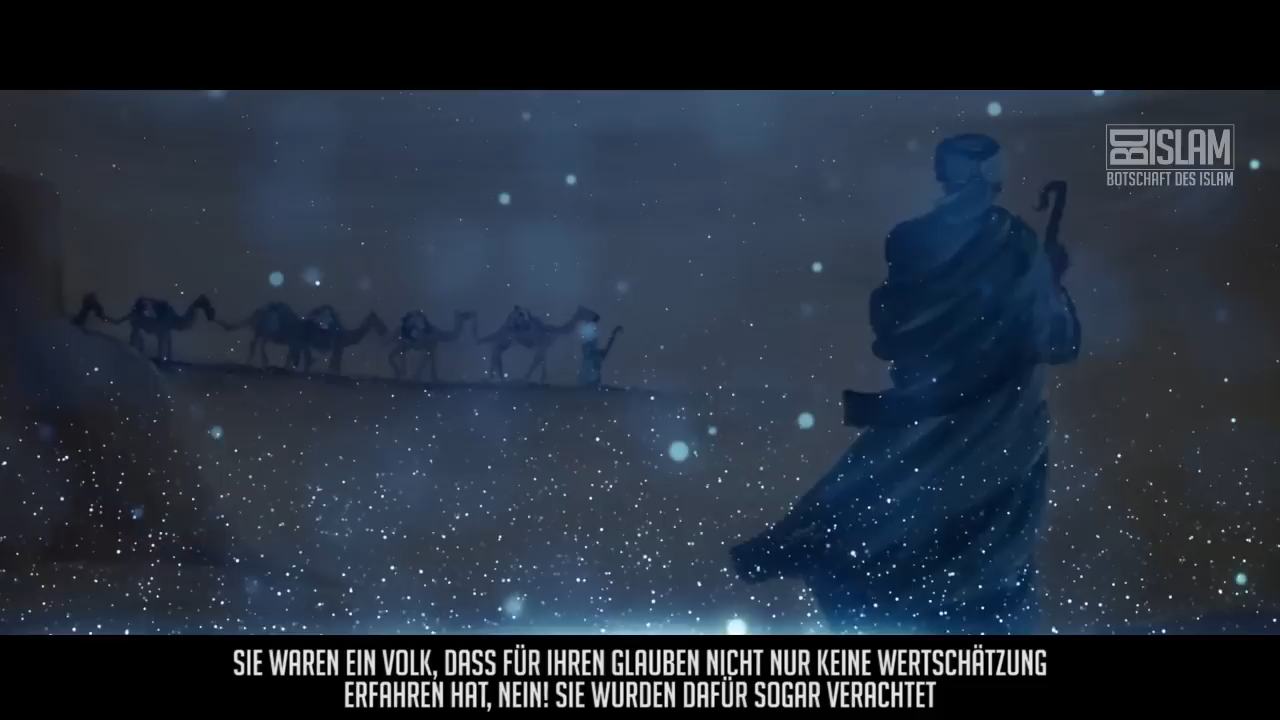 BDISLAM
BOTSCHAFT DES ISLAM
SIE WAREN EIN VOLK, DASS FÜR IHREN GLAUBEN NICHT NUR KEINE WERTSCHÄTZUNG
ERFAHREN HAT, NEIN! SIE WURDEN DAFÜR SOGAR VERACHTET